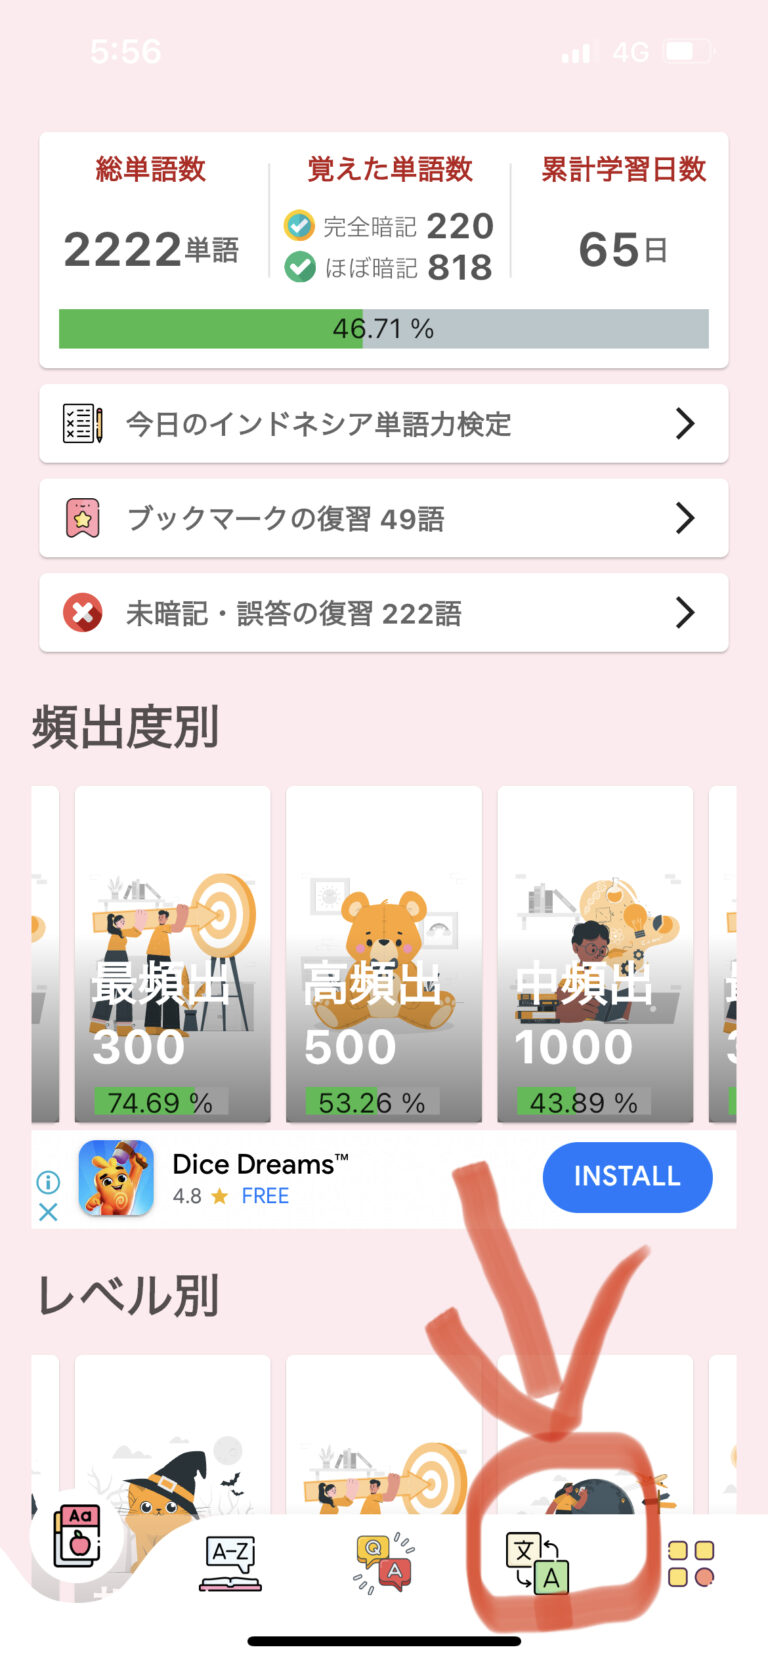 5:56
4G
総単語数
覚えた単語数
累計学習日数
2222単語
完全暗記 220
ほぼ暗記 818
65日
46.71 %
今日のインドネシア単語力検定
ブックマークの復習 49語
未暗記・誤答の復習 222語
頻出度別
最頻出
300
74.69 %
高頻出
500
53.26 %
中頻出
1000
43.89 %
Dice Dreams™
4.8 ★ FREE
INSTALL
レベル別
Aa
A-Z
Q
A
文
A